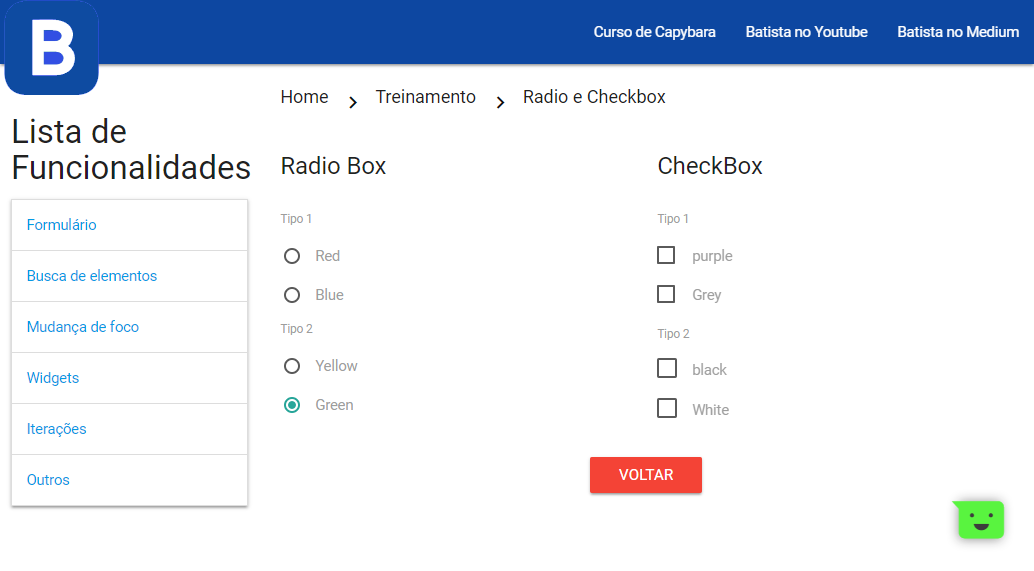 B
Curso de Capybara
Batista no Youtube
Batista no Medium
Home
Treinamento
Radio e Checkbox
Lista de
Funcionalidades
Formulário
Busca de elementos
Mudança de foco
Widgets
Iterações
Outros
Radio Box
Tipo 1
Red
Blue
Tipo 2
Yellow
Green
CheckBox
Tipo 1
purple
Grey
Tipo 2
black
White
VOLTAR